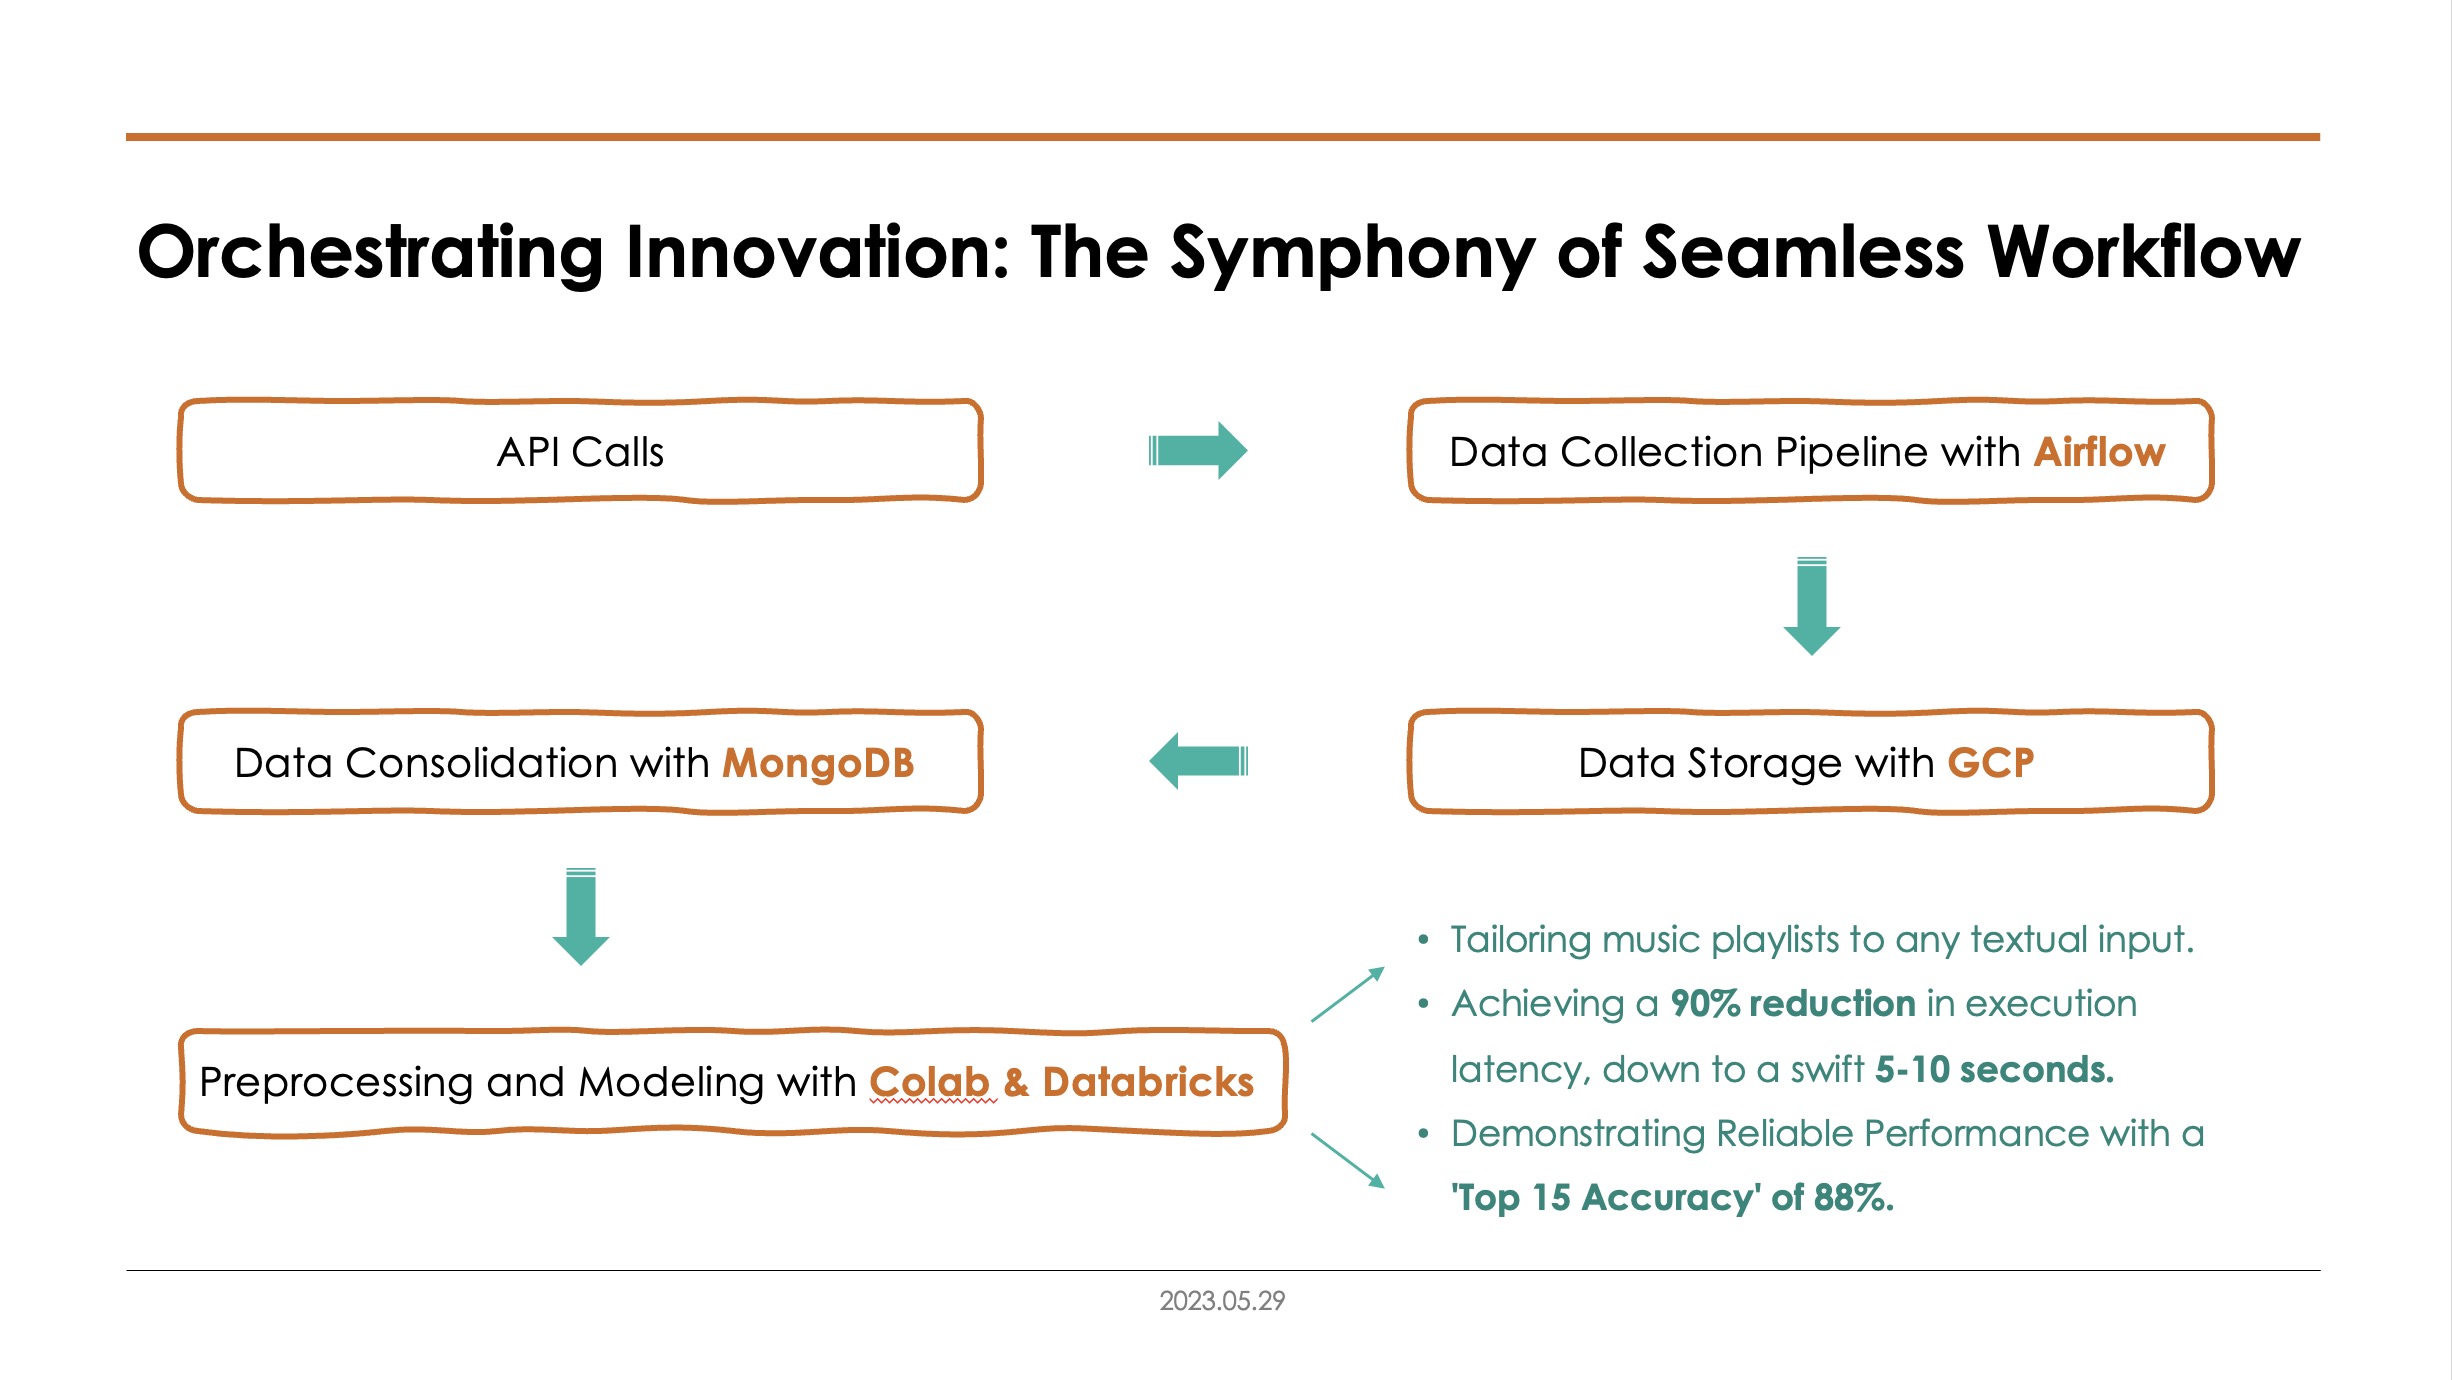 Orchestrating Innovation: The Symphony of Seamless Workflow
API Calls
Data Collection Pipeline with Airflow
Data Storage with GCP
Data Consolidation with MongoDB
Preprocessing and Modeling with Colab & Databricks
• Tailoring music playlists to any textual input.
• Achieving a 90% reduction in execution
latency, down to a swift 5-10 seconds.
• Demonstrating Reliable Performance with a
'Top 15 Accuracy' of 88%.
2023.05.29